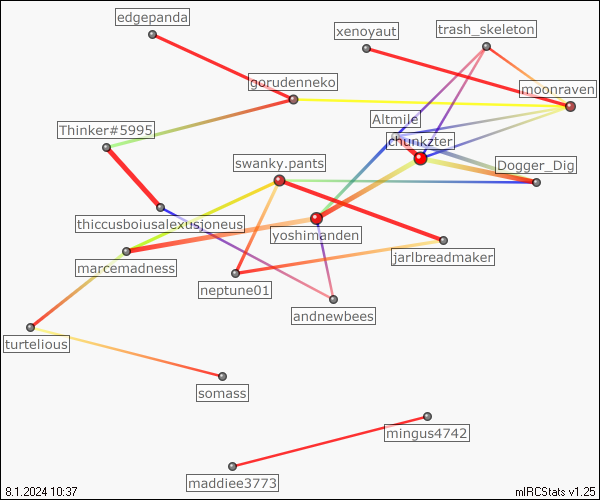 edgepanda
xenoyaut
trash_skeleton
gorudenneko
moonraven
Altmile
Thinker#5995
chunkzter
swanky.pants
Dogger_Dig
thiccusboiusalexusjoneus
yoshimanden
jarlbreadmaker
marcemadness
neptune01
andnewbees
turtelious
somass
mingus4742
maddiee3773
8.1.2024 10:37
mIRCStats v1.25